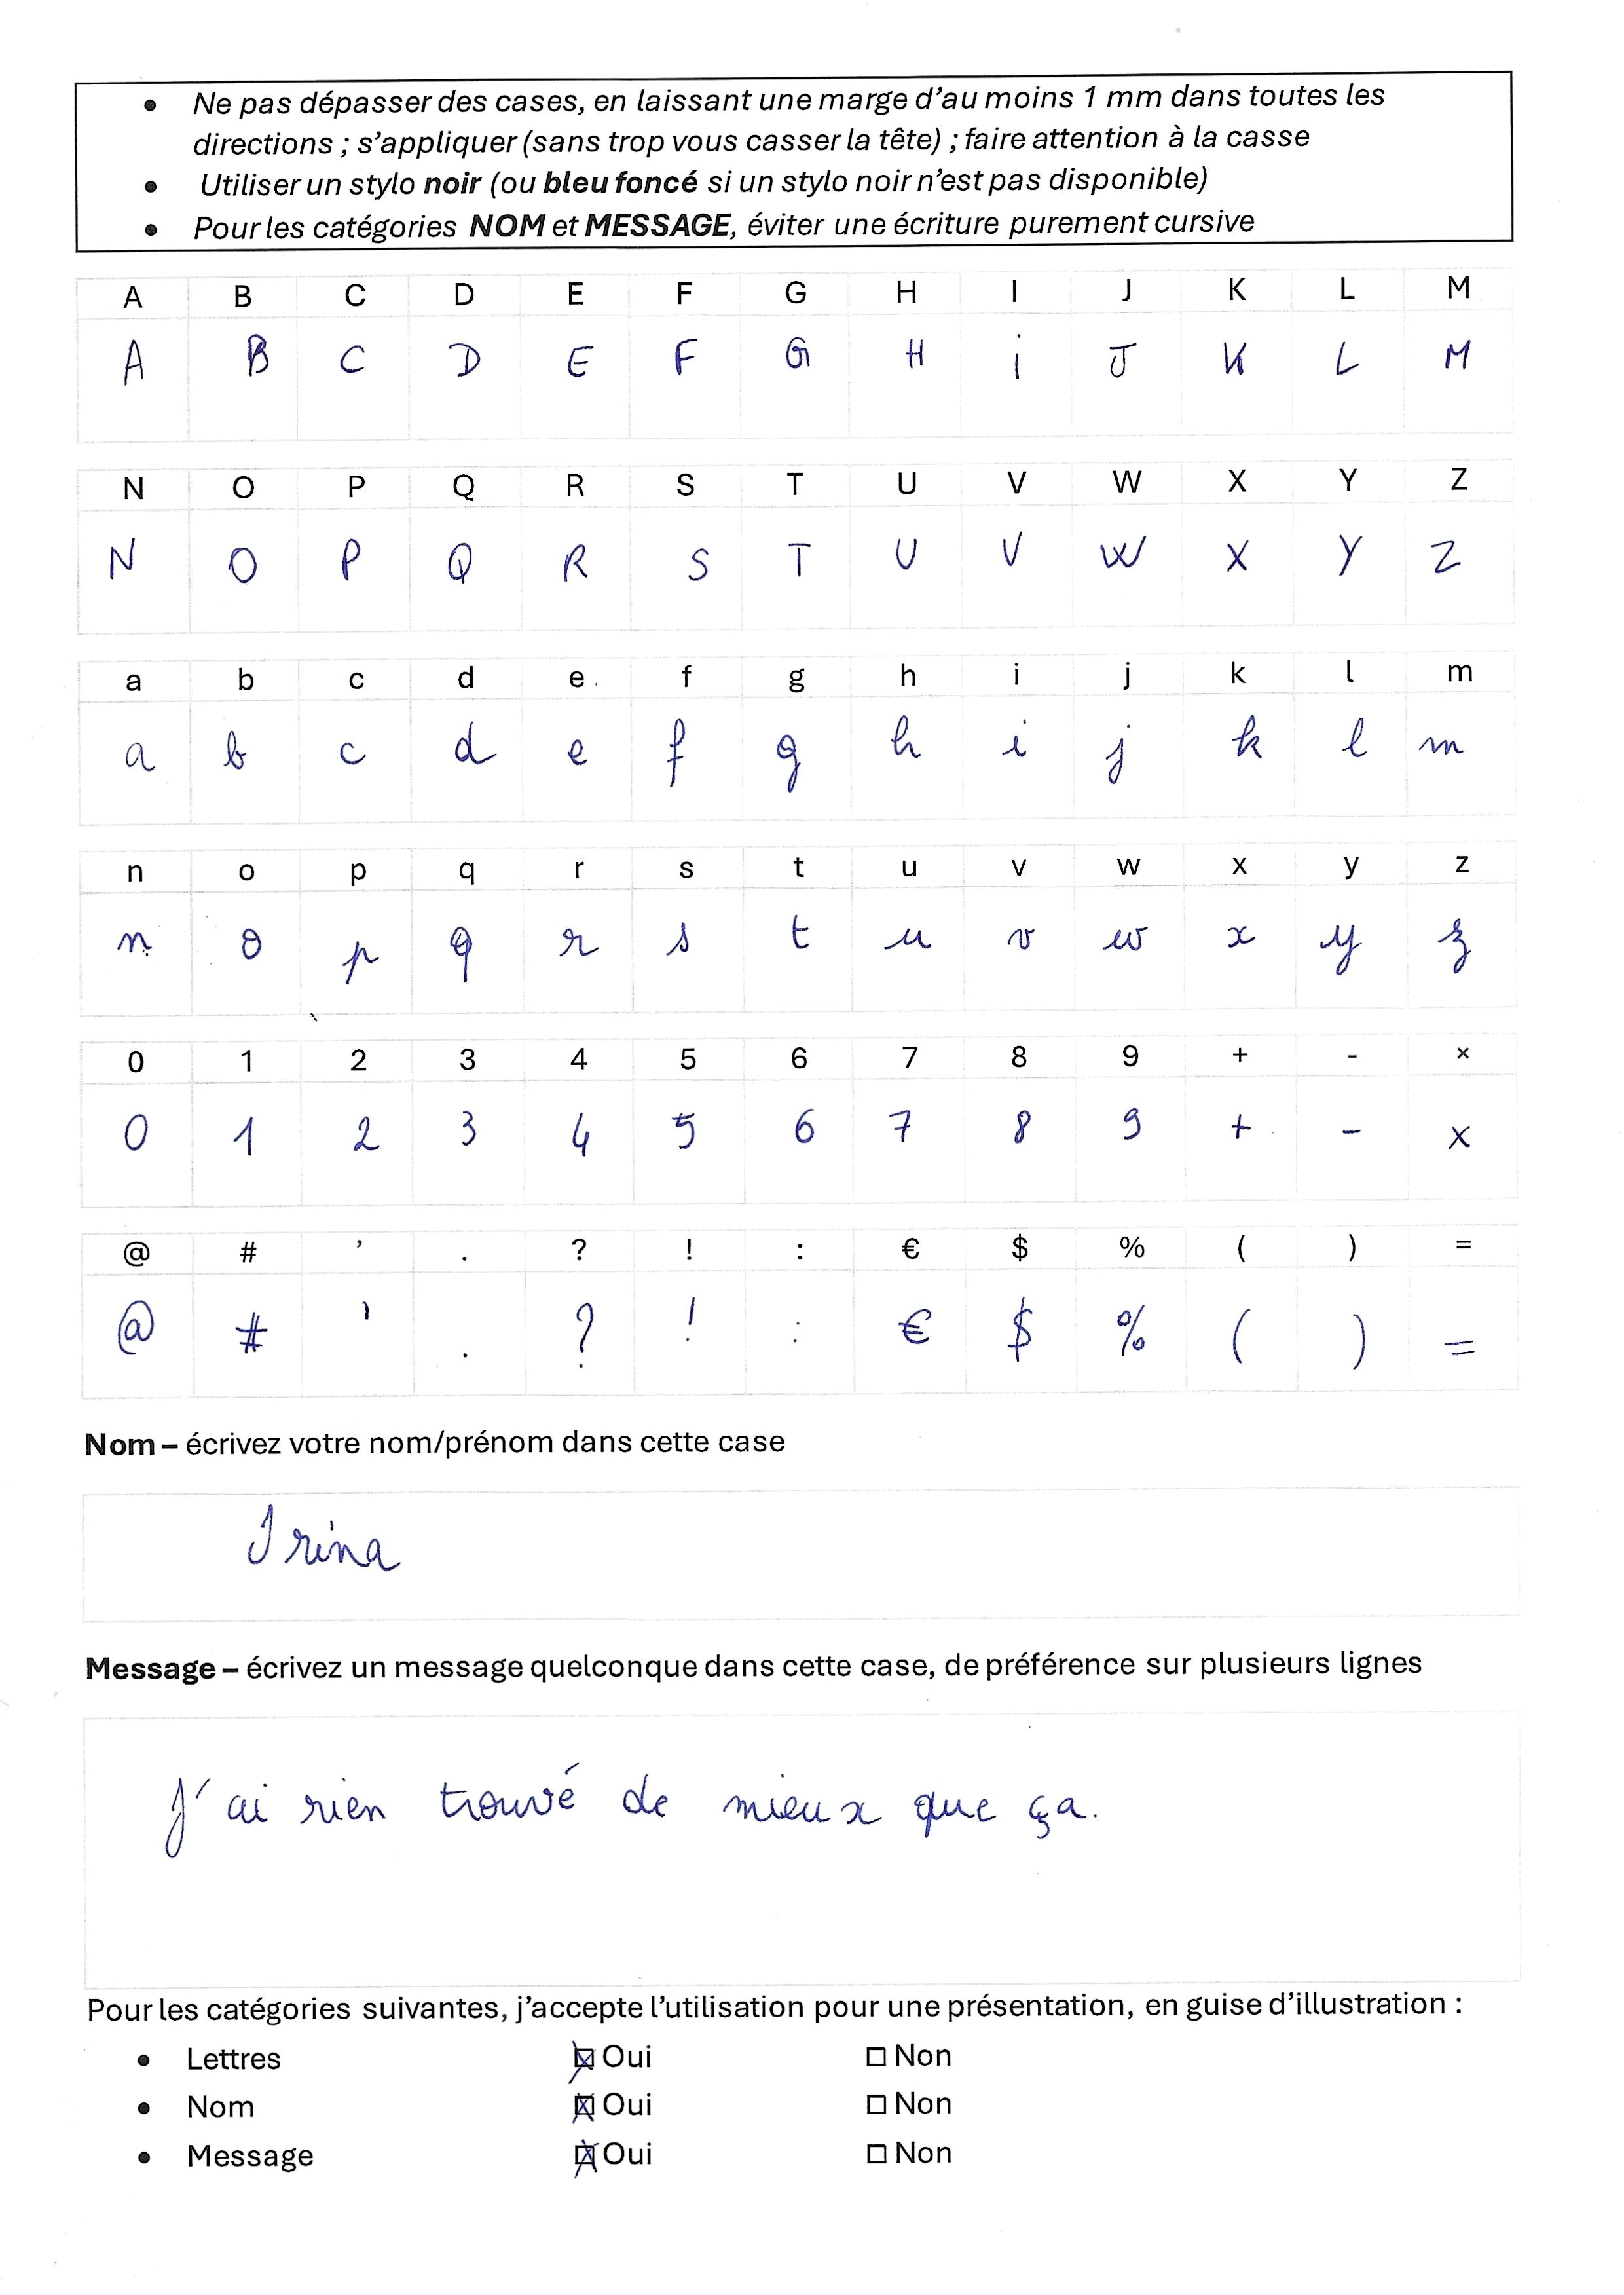 • Ne pas dépasser des cases, en laissant une marge d'au moins 1 mm dans toutes les
directions ; s'appliquer (sans trop vous casser la tête) ; faire attention à la casse
• Utiliser un stylo noir (ou bleu foncé si un stylo noir n'est pas disponible)
• Pour les catégories NOM et MESSAGE, éviter une écriture purement cursive
A B C D E F G H I J K L M
A B C D E F G H i J K L M
N O P Q R S T U V W X Y Z
N O P Q R S T U V W X Y Z
a b c d e f g h i j k l m
a b c d e f g h i j k l m
n o p q r s t u v w x y z
n o p q r s t u v w x y z
0 1 2 3 4 5 6 7 8 9 + - ×
0 1 2 3 4 5 6 7 8 9 + - ×
@ # ’ . ? ! : € $ % ( ) =
@ # ' . ? ! : € $ % ( ) =
Nom – écrivez votre nom/prénom dans cette case
Irina
Message – écrivez un message quelconque dans cette case, de préférence sur plusieurs lignes
J'ai rien trouvé de mieux que ça.
Pour les catégories suivantes, j'accepte l'utilisation pour une présentation, en guise d'illustration :
• Lettres ☒ Oui ☐ Non
• Nom ☒ Oui ☐ Non
• Message ☒ Oui ☐ Non